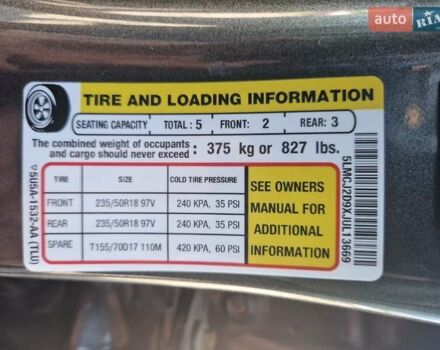 auto RIA
TIRE AND LOADING INFORMATION
SEATING CAPACITY TOTAL : 5 FRONT: 2 REAR: 3
The combined weight of occupants
and cargo should never exceed : 375 kg or 827 lbs.
TIRE SIZE COLD TIRE PRESSURE
FRONT 235/50R18 97V 240 KPA, 35 PSI
REAR 235/50R18 97V 240 KPA, 35 PSI
SPARE T155/70D17 110M 420 KPA, 60 PSI
SEE OWNERS
MANUAL FOR
ADDITIONAL
INFORMATION
5U5A-1532-AA (TLU)
5LMCJ2D9XJUL13669